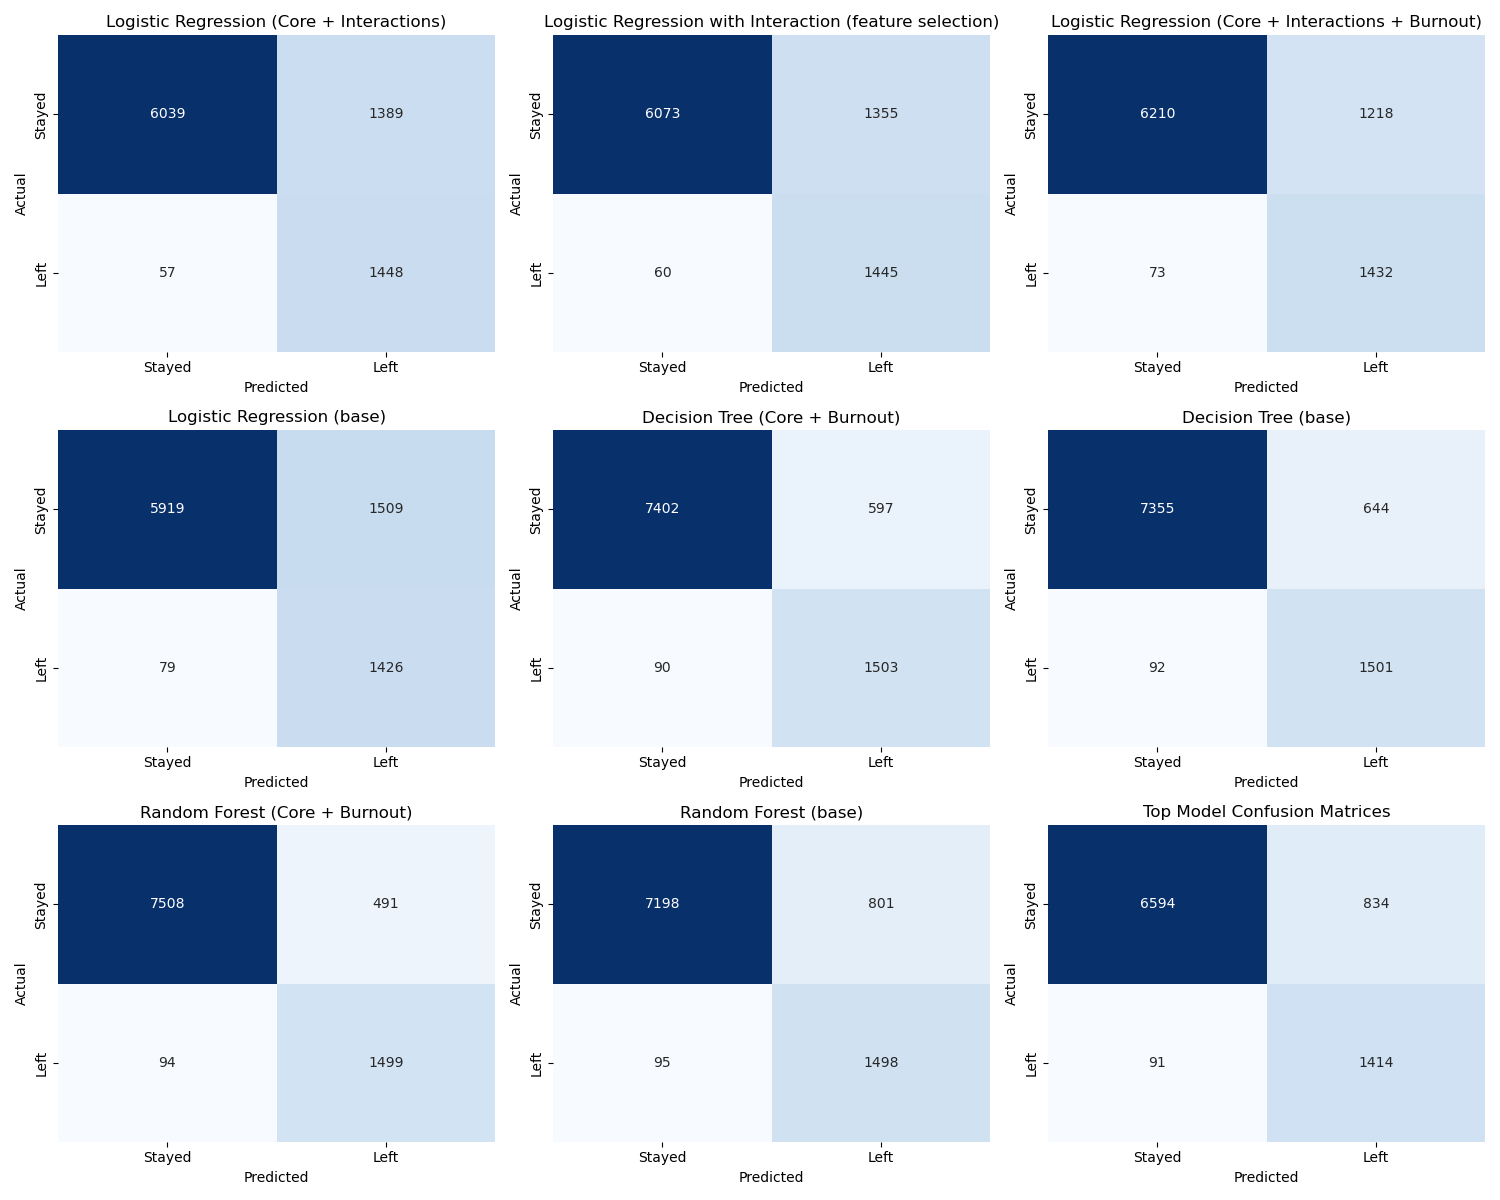 Logistic Regression (Core + Interactions)
Stayed
Left
Actual
6039
1389
57
1448
Stayed
Left
Predicted
Logistic Regression with Interaction (feature selection)
Stayed
Left
Actual
6073
1355
60
1445
Stayed
Left
Predicted
Logistic Regression (Core + Interactions + Burnout)
Stayed
Left
Actual
6210
1218
73
1432
Stayed
Left
Predicted
Logistic Regression (base)
Stayed
Left
Actual
5919
1509
79
1426
Stayed
Left
Predicted
Decision Tree (Core + Burnout)
Stayed
Left
Actual
7402
597
90
1503
Stayed
Left
Predicted
Decision Tree (base)
Stayed
Left
Actual
7355
644
92
1501
Stayed
Left
Predicted
Random Forest (Core + Burnout)
Stayed
Left
Actual
7508
491
94
1499
Stayed
Left
Predicted
Random Forest (base)
Stayed
Left
Actual
7198
801
95
1498
Stayed
Left
Predicted
Top Model Confusion Matrices
Stayed
Left
Actual
6594
834
91
1414
Stayed
Left
Predicted